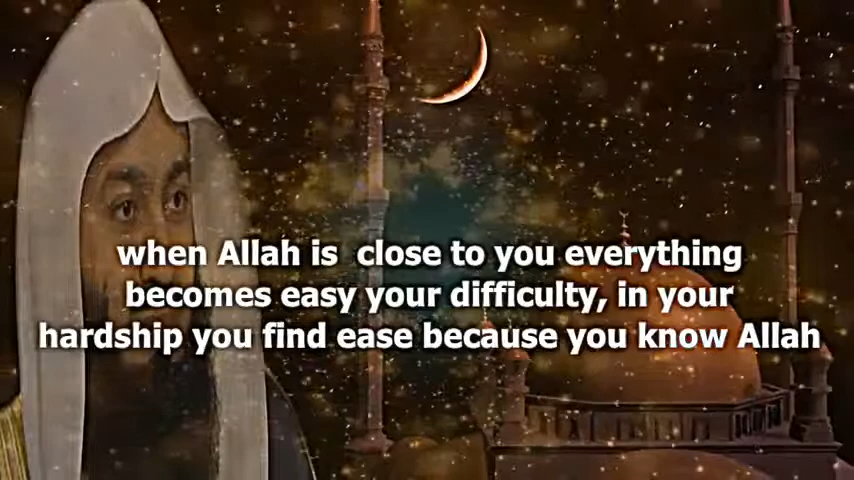 when Allah is  close to you everything
becomes easy your difficulty, in your
hardship you find ease because you know Allah